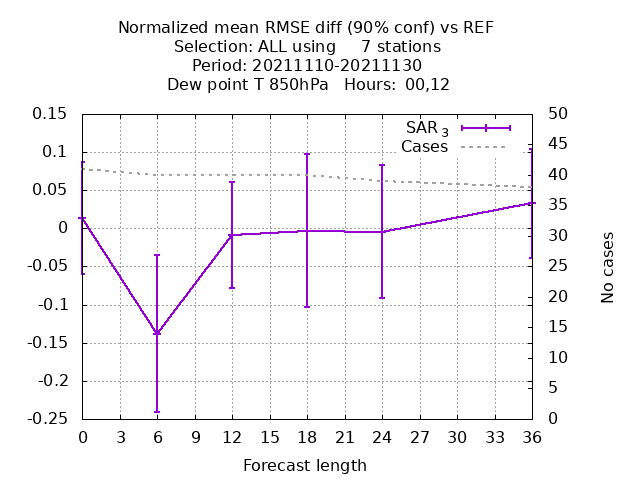 Normalized mean RMSE diff (90% conf) vs REF
Selection: ALL using     7 stations
Period: 20211110-20211130
Dew point T 850hPa   Hours:  00,12
SAR 3
Cases
0.15
0.1
0.05
0
-0.05
-0.1
-0.15
-0.2
-0.25
50
45
40
35
30
25
20
15
10
5
0
No cases
0 3 6 9 12 15 18 21 24 27 30 33 36
Forecast length